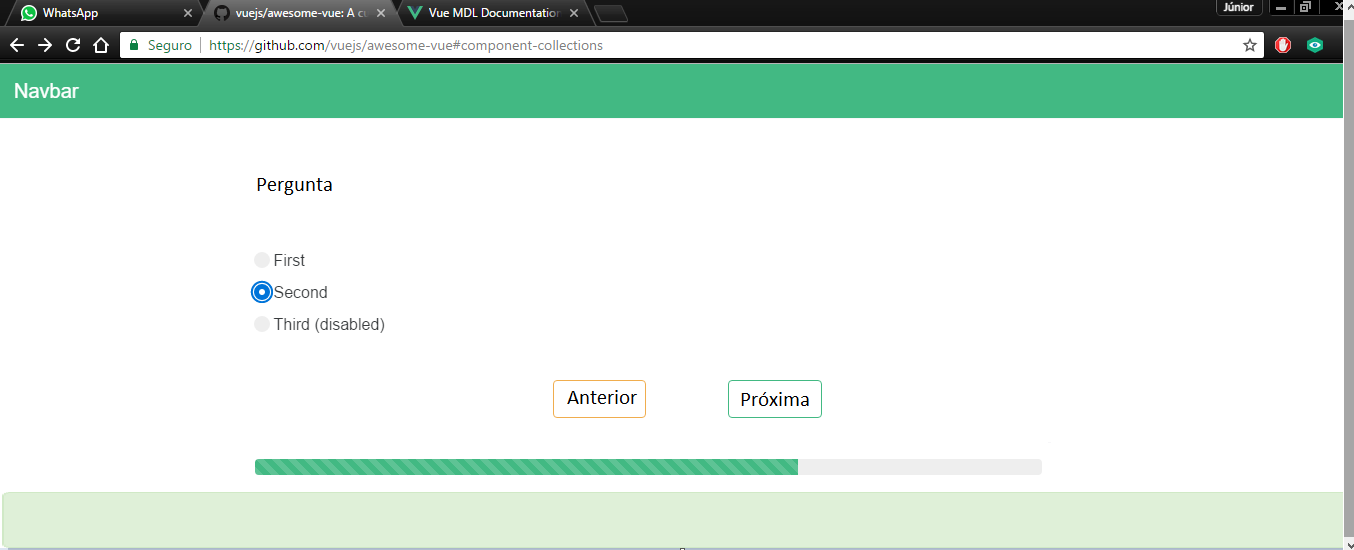 WhatsApp
vuejs/awesome-vue: A cu
Vue MDL Documentation
Júnior
Seguro
https://github.com/vuejs/awesome-vue#component-collections
Navbar
Pergunta
First
Second
Third (disabled)
Anterior
Próxima